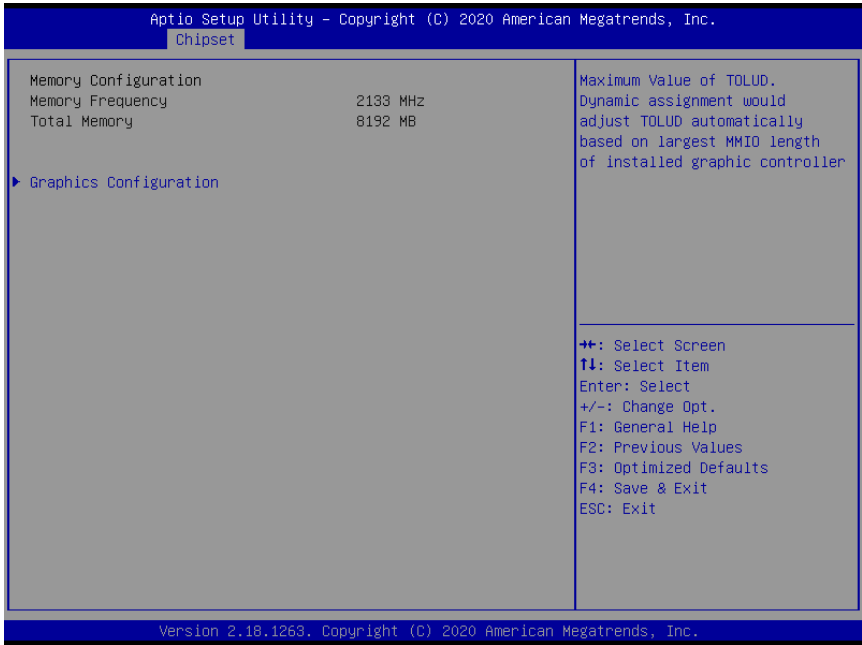 Aptio Setup Utility – Copyright (C) 2020 American Megatrends, Inc.
Chipset
Memory Configuration
Memory Frequency 2133 MHz
Total Memory 8192 MB
Graphics Configuration
Maximum Value of TOLUD.
Dynamic assignment would
adjust TOLUD automatically
based on largest MMIO length
of installed graphic controller
→←: Select Screen
↑↓: Select Item
Enter: Select
+/-: Change Opt.
F1: General Help
F2: Previous Values
F3: Optimized Defaults
F4: Save & Exit
ESC: Exit
Version 2.18.1263. Copyright (C) 2020 American Megatrends, Inc.